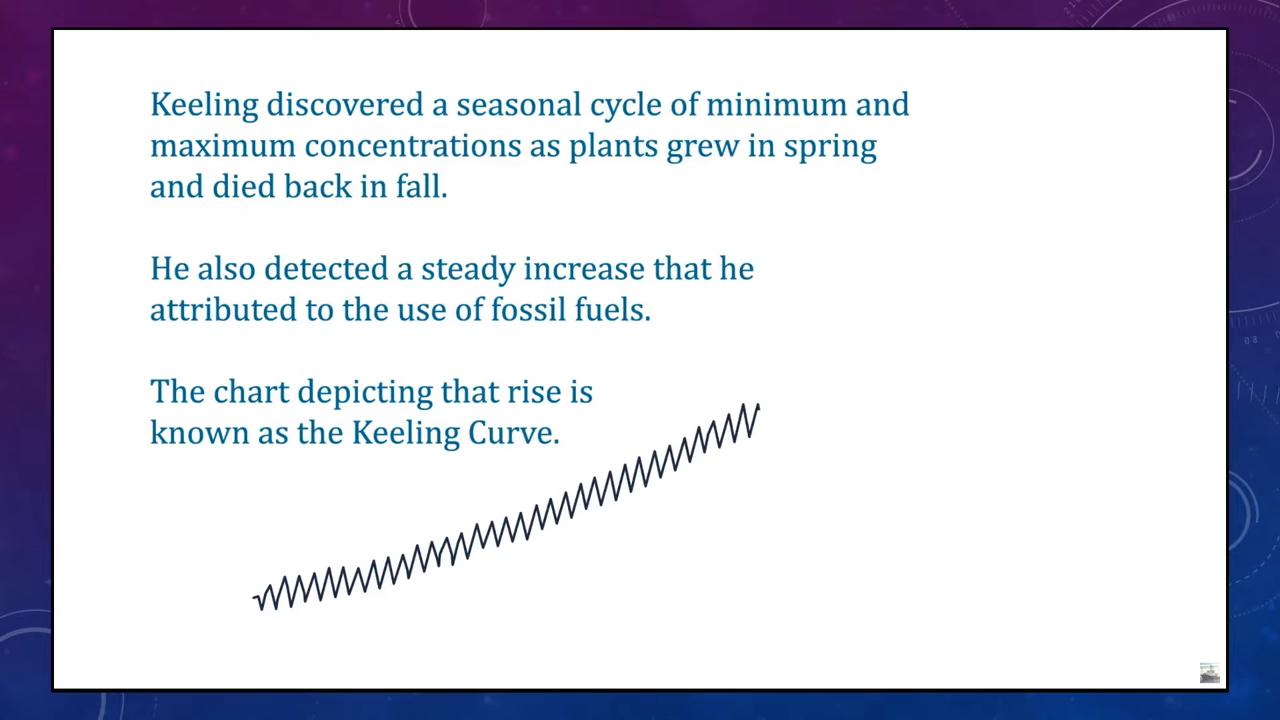 Keeling discovered a seasonal cycle of minimum and
maximum concentrations as plants grew in spring
and died back in fall.
He also detected a steady increase that he
attributed to the use of fossil fuels.
The chart depicting that rise is
known as the Keeling Curve.
08